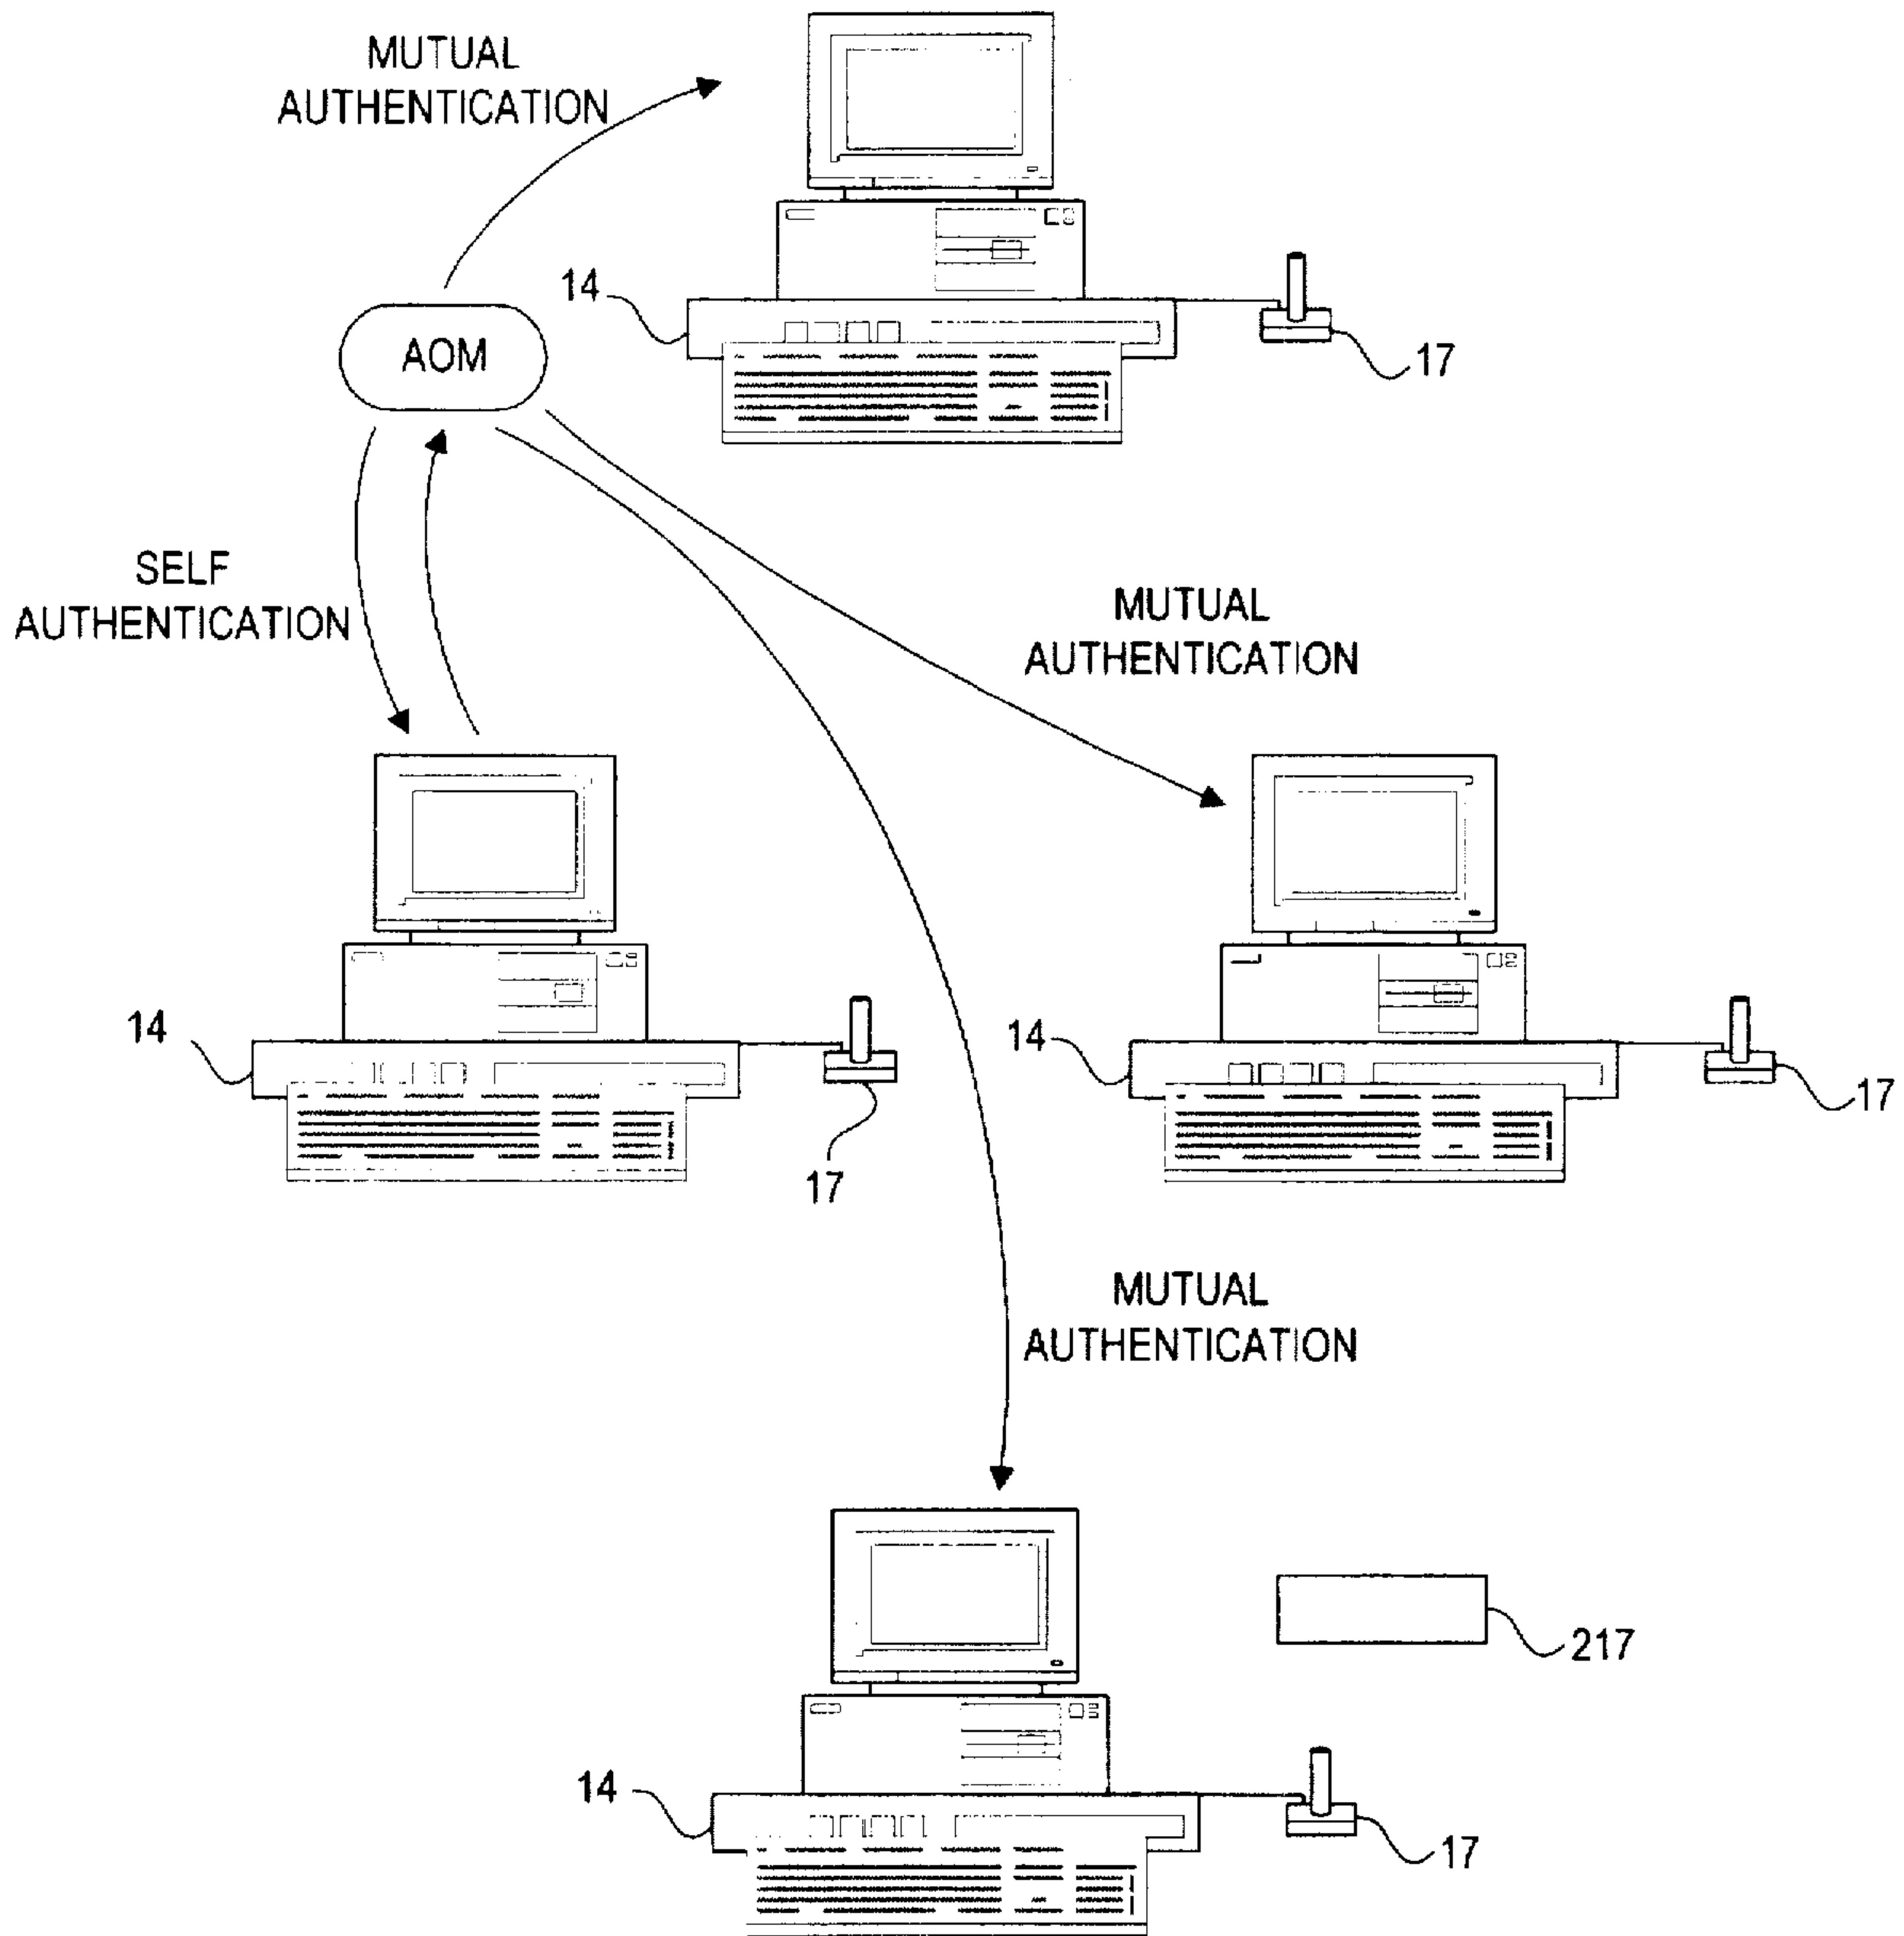 MUTUAL
AUTHENTICATION
14
AOM
17
SELF
AUTHENTICATION
MUTUAL
AUTHENTICATION
14
17
14
17
MUTUAL
AUTHENTICATION
217
14
17